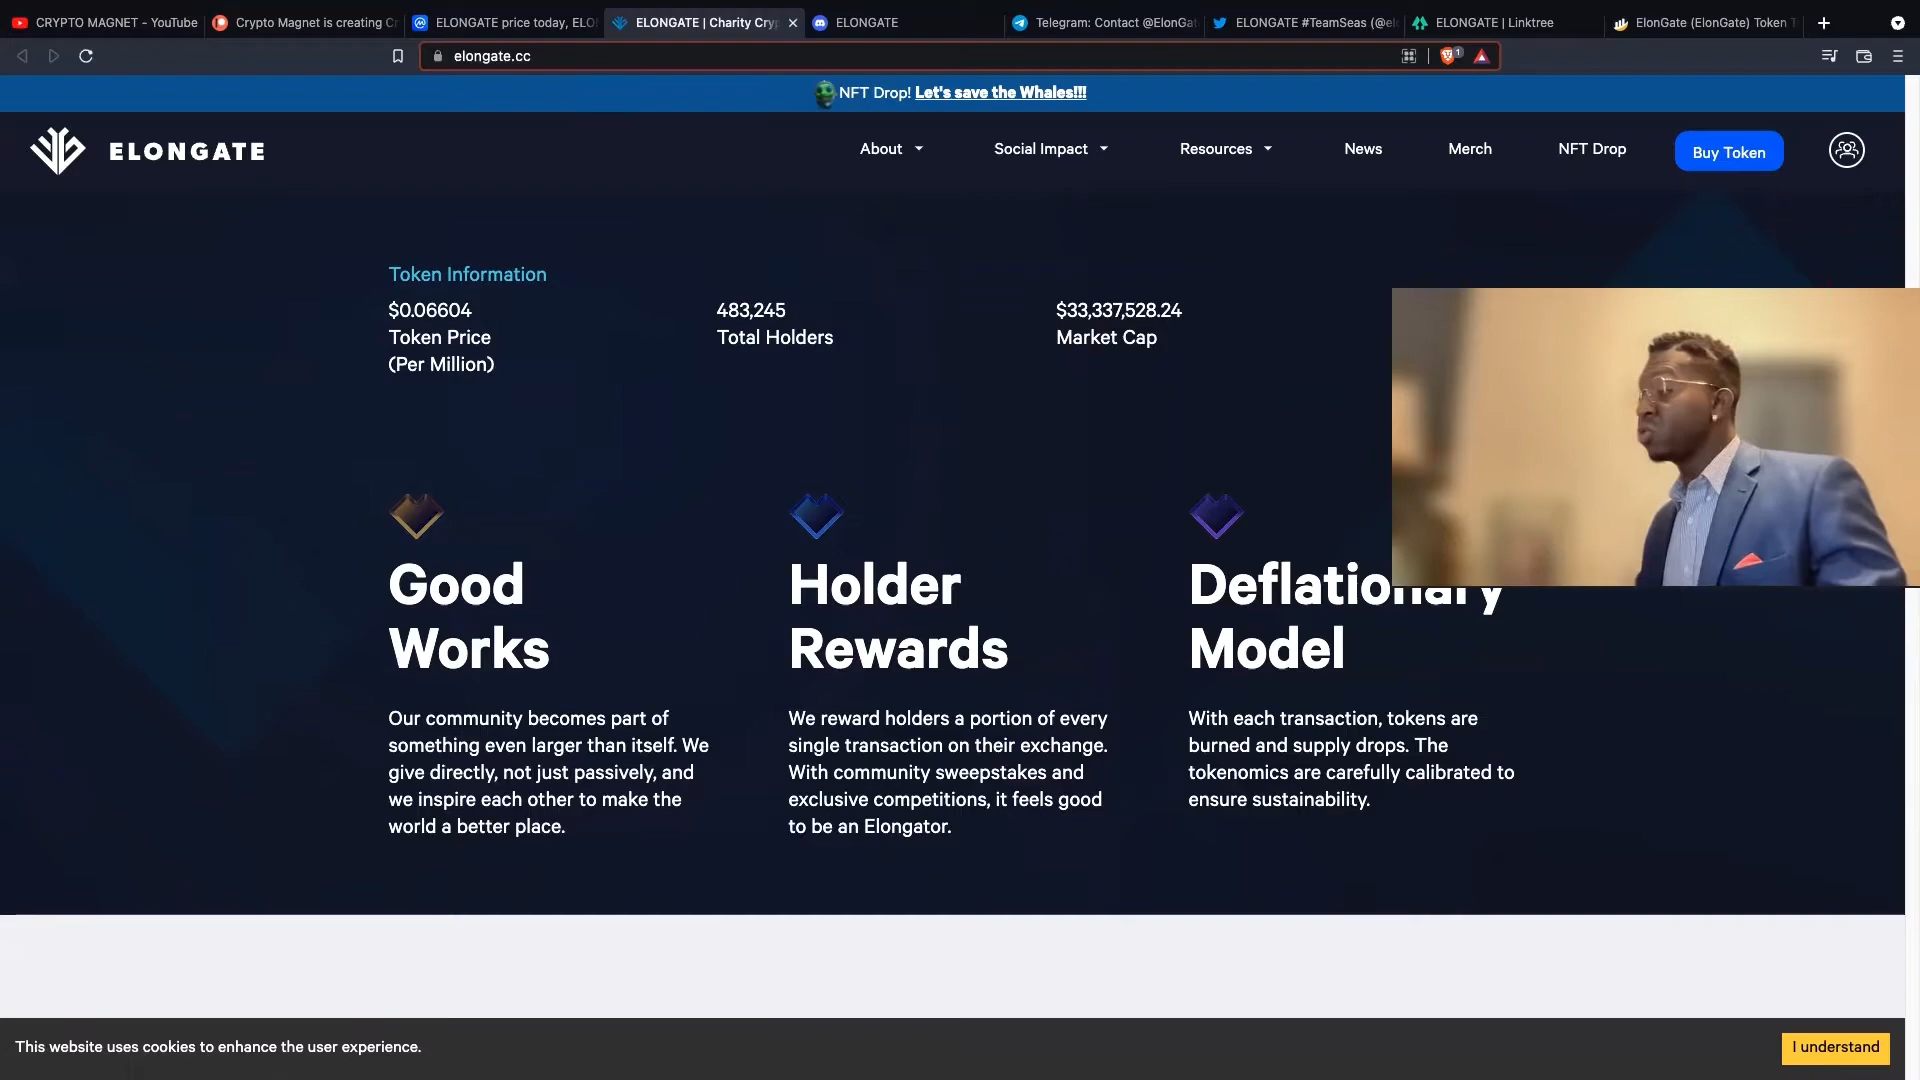 CRYPTO MAGNET - YouTube
Crypto Magnet is creating Cr
ELONGATE price today, ELO
ELONGATE | Charity Cryp
ELONGATE
Telegram: Contact @ElonGat
ELONGATE #TeamSeas (@el
ELONGATE | Linktree
ElonGate (ElonGate) Token T
elongate.cc
1
NFT Drop! Let's save the Whales!!!
ELONGATE
About
Social Impact
Resources
News
Merch
NFT Drop
Buy Token
Token Information
$0.06604
Token Price
(Per Million)
483,245
Total Holders
$33,337,528.24
Market Cap
Good
Works
Our community becomes part of
something even larger than itself. We
give directly, not just passively, and
we inspire each other to make the
world a better place.
Holder
Rewards
We reward holders a portion of every
single transaction on their exchange.
With community sweepstakes and
exclusive competitions, it feels good
to be an Elongator.
Deflationary
Model
With each transaction, tokens are
burned and supply drops. The
tokenomics are carefully calibrated to
ensure sustainability.
This website uses cookies to enhance the user experience.
I understand